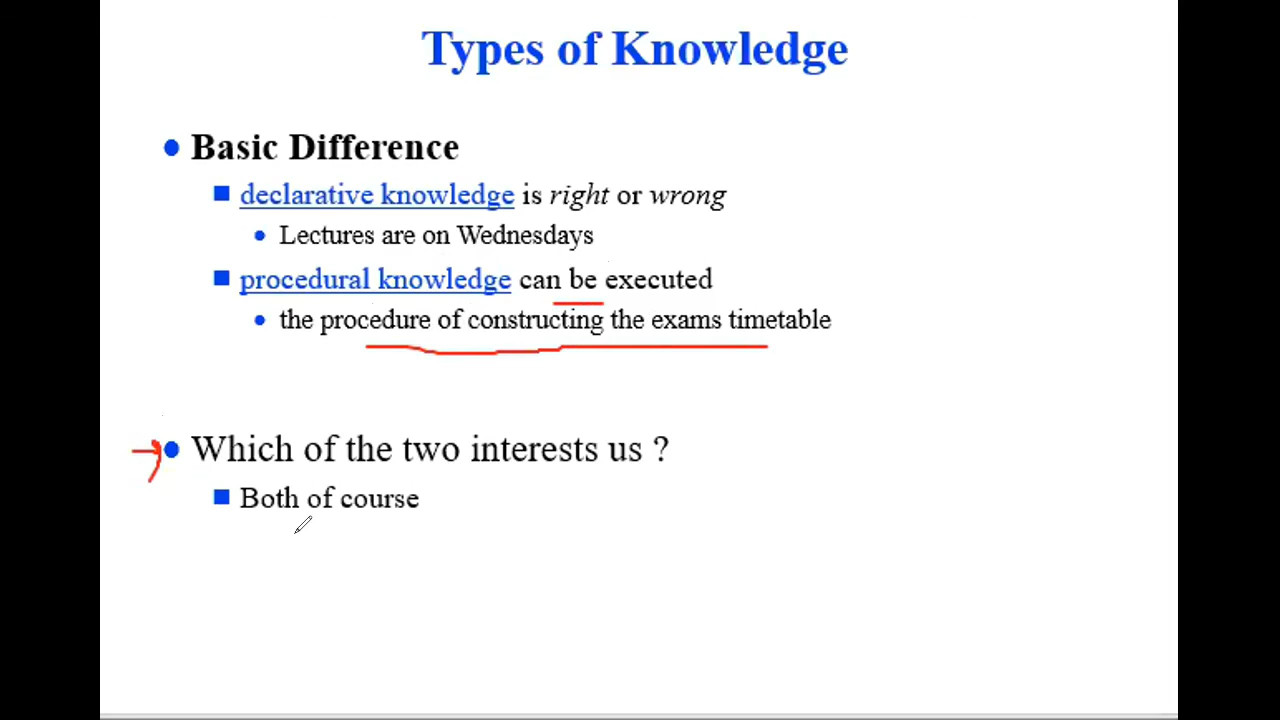 Types of Knowledge
Basic Difference
declarative knowledge is right or wrong
Lectures are on Wednesdays
procedural knowledge can be executed
the procedure of constructing the exams timetable
Which of the two interests us ?
Both of course